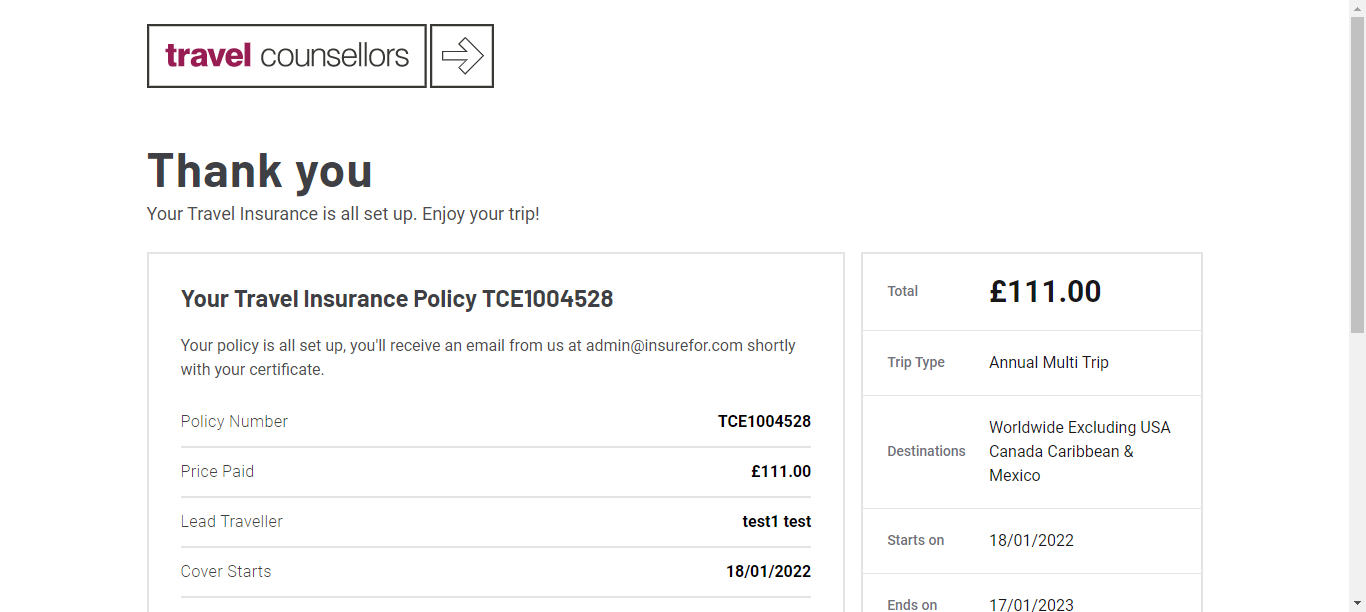 travel counsellors
Thank you
Your Travel Insurance is all set up. Enjoy your trip!
Your Travel Insurance Policy TCE1004528
Your policy is all set up, you'll receive an email from us at admin@insurefor.com shortly
with your certificate.
Policy Number TCE1004528
Price Paid £111.00
Lead Traveller test1 test
Cover Starts 18/01/2022
Total £111.00
Trip Type Annual Multi Trip
Destinations Worldwide Excluding USA
Canada Caribbean &
Mexico
Starts on 18/01/2022
Ends on 17/01/2023